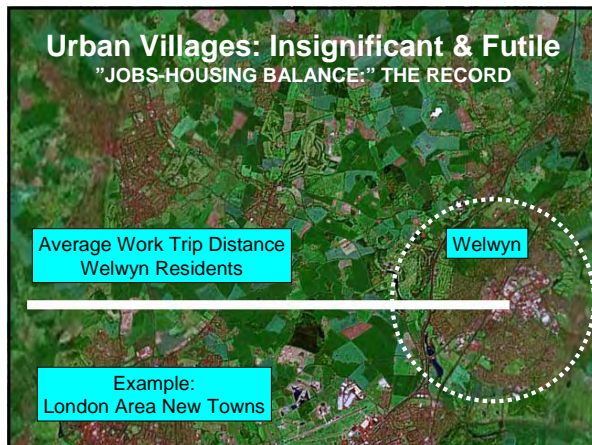 Urban Villages: Insignificant & Futile
”JOBS-HOUSING BALANCE:” THE RECORD
Average Work Trip Distance
Welwyn Residents
Welwyn
Example:
London Area New Towns